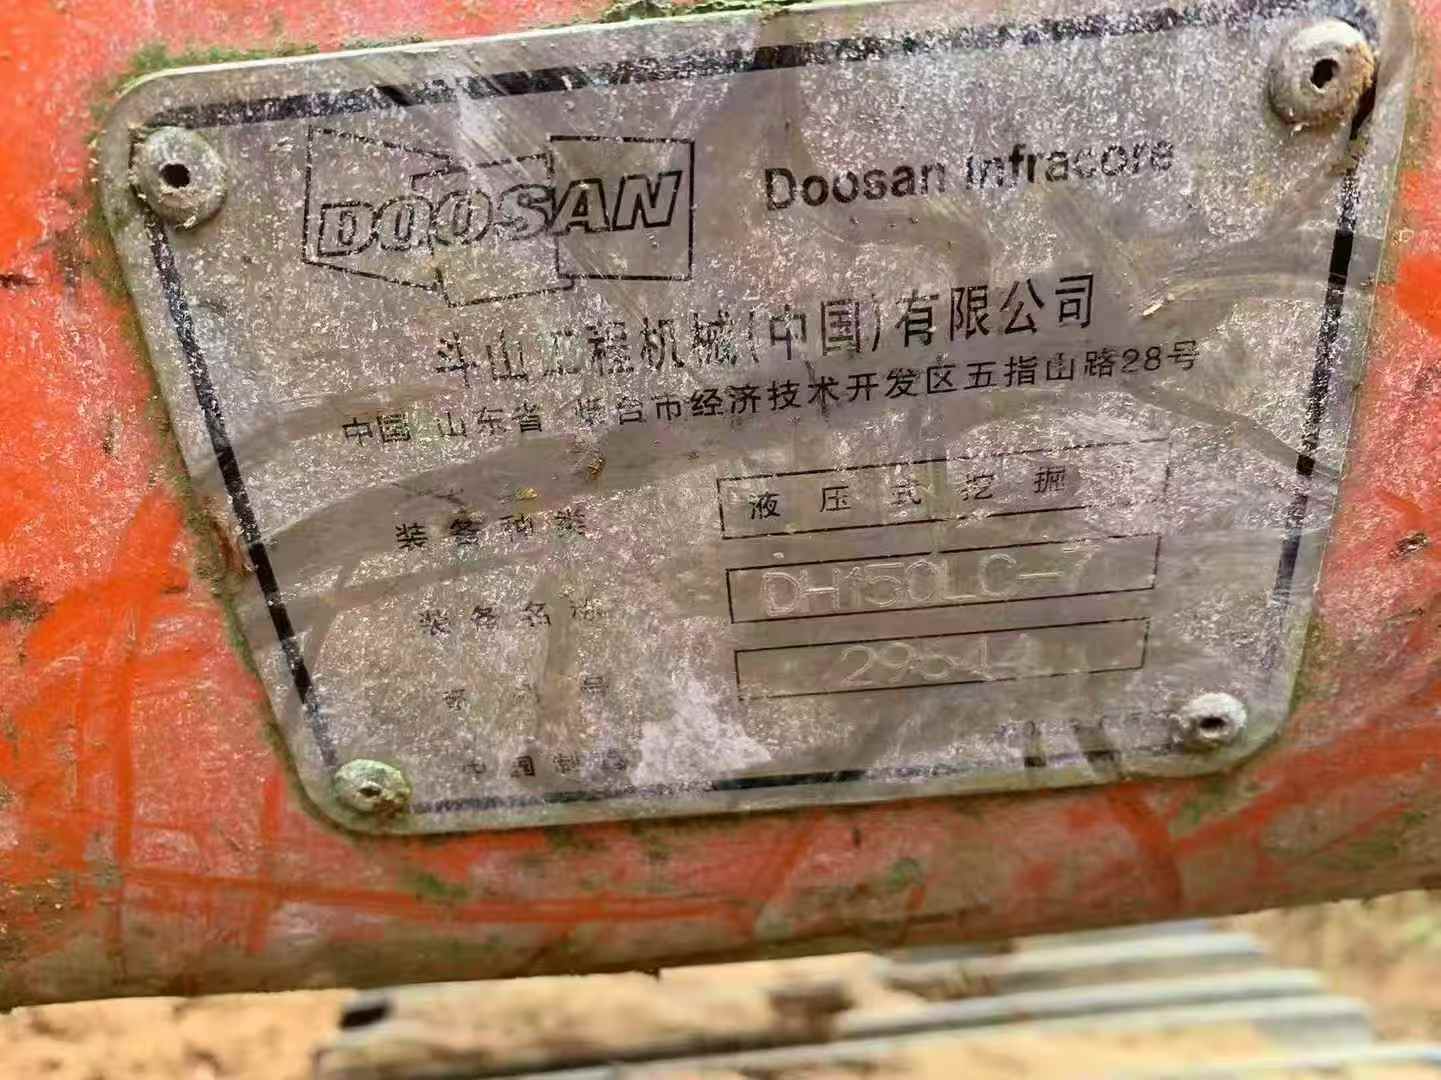 DOOSAN
Doosan Infracore
斗山工程机械(中国)有限公司
中国 山东省 烟台市经济技术开发区五指山路28号
装备种类 液压式挖掘
装备名称 DH150LC-7
号 2954
中国制造